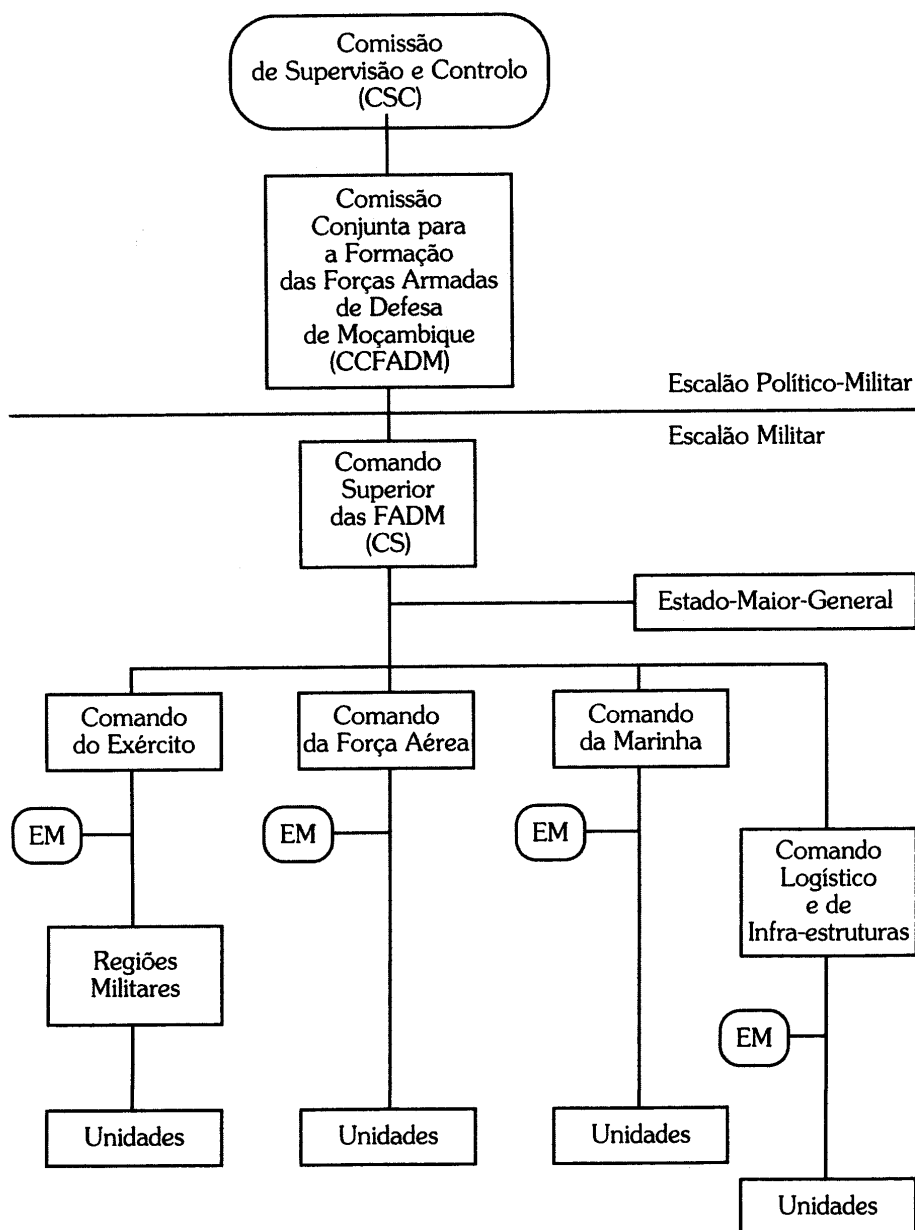 Comissão
de Supervisão e Controlo
(CSC)
Comissão
Conjunta para
a Formação
das Forças Armadas
de Defesa
de Moçambique
(CCFADM)
Escalão Político-Militar
Escalão Militar
Comando
Superior
das FADM
(CS)
Estado-Maior-General
Comando
do Exército
Comando
da Força Aérea
Comando
da Marinha
EM
EM
EM
Comando
Logístico
e de
Infra-estruturas
Regiões
Militares
EM
Unidades
Unidades
Unidades
Unidades